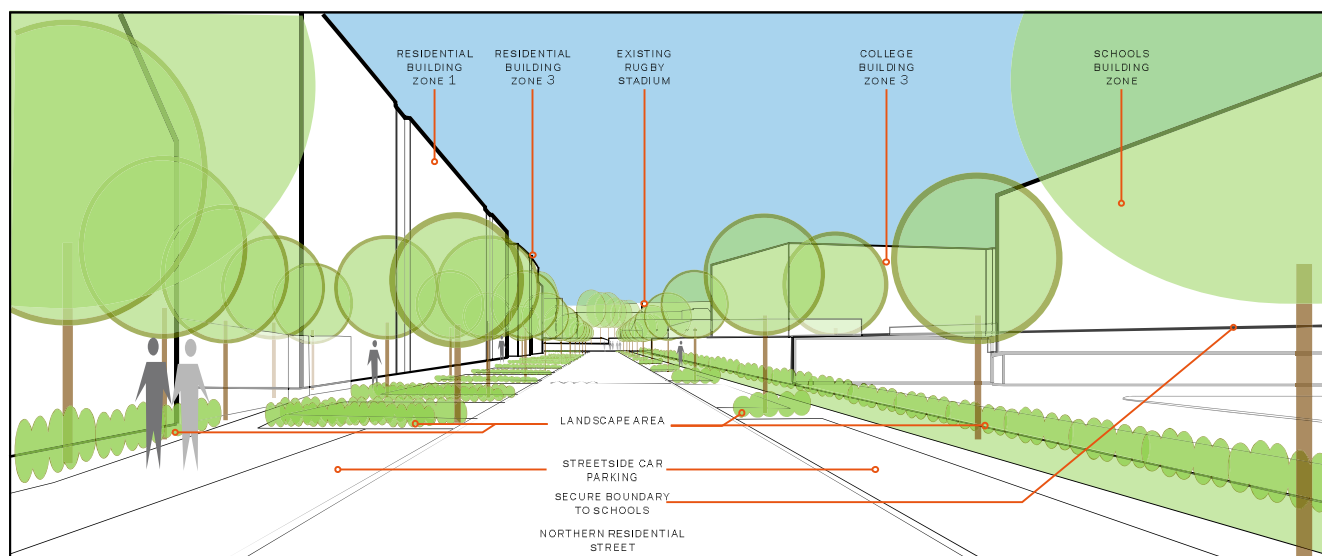 RESIDENTIAL
BUILDING
ZONE 1
RESIDENTIAL
BUILDING
ZONE 3
EXISTING
RUGBY
STADIUM
COLLEGE
BUILDING
ZONE 3
SCHOOLS
BUILDING
ZONE
LANDSCAPE AREA
STREETSIDE CAR
PARKING
SECURE BOUNDARY
TO SCHOOLS
NORTHERN RESIDENTIAL
STREET